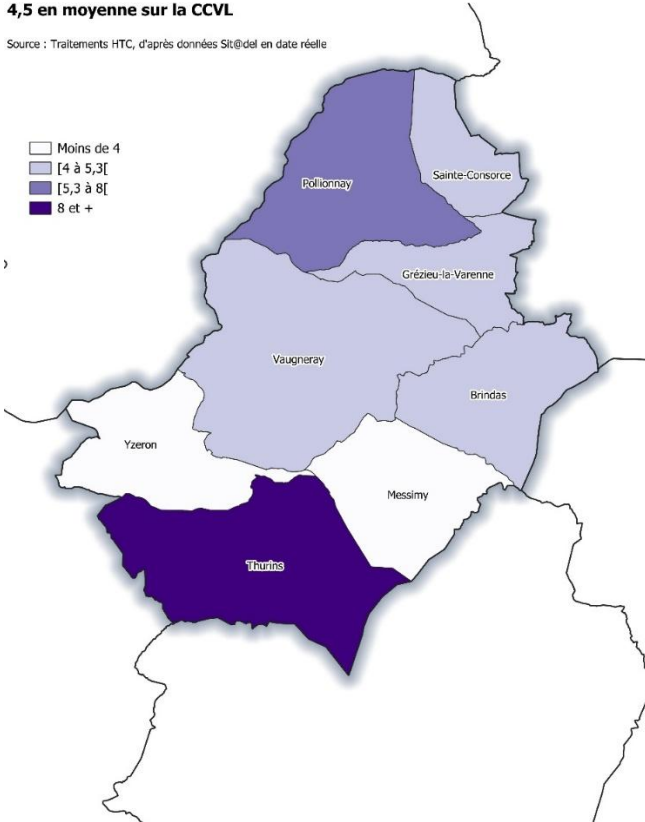 4,5 en moyenne sur la CCVL
Source : Traitements HTC, d'après données Sit@del en date réelle
Moins de 4
[4 à 5,3[
[5,3 à 8[
8 et +
Pollionnay
Sainte-Consorce
Grézieu-la-Varenne
Vaugneray
Brindas
Yzeron
Messimy
Thurins